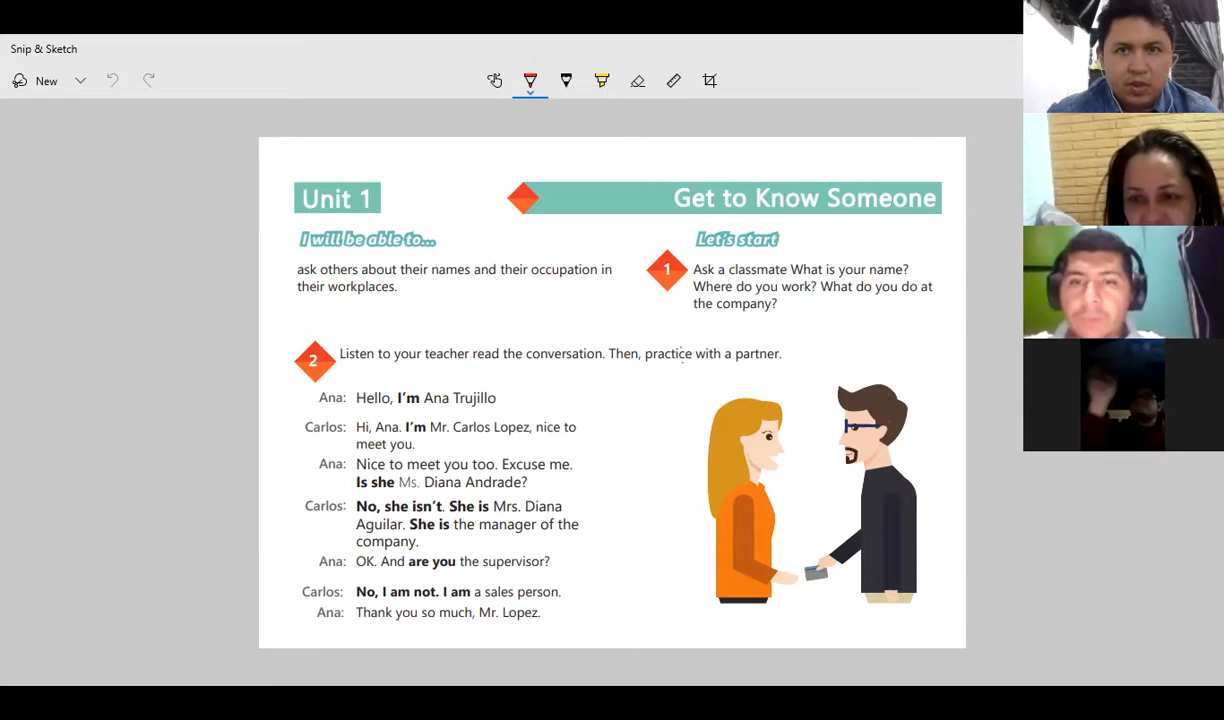 Snip & Sketch
New
Unit 1
Get to Know Someone
I will be able to...
Let's start
ask others about their names and their occupation in
their workplaces.
1
Ask a classmate What is your name?
Where do you work? What do you do at
the company?
2
Listen to your teacher read the conversation. Then, practice with a partner.
Ana: Hello, I'm Ana Trujillo
Carlos: Hi, Ana. I'm Mr. Carlos Lopez, nice to
meet you.
Ana: Nice to meet you too. Excuse me.
Is she Ms. Diana Andrade?
Carlos: No, she isn't. She is Mrs. Diana
Aguilar. She is the manager of the
company.
Ana: OK. And are you the supervisor?
Carlos: No, I am not. I am a sales person.
Ana: Thank you so much, Mr. Lopez.